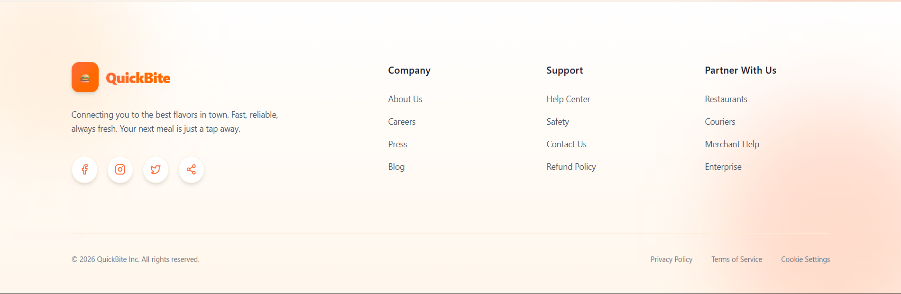 QuickBite
Connecting you to the best flavors in town. Fast, reliable,
always fresh. Your next meal is just a tap away.
Company
About Us
Careers
Press
Blog
Support
Help Center
Safety
Contact Us
Refund Policy
Partner With Us
Restaurants
Couriers
Merchant Help
Enterprise
© 2026 QuickBite Inc. All rights reserved.
Privacy Policy
Terms of Service
Cookie Settings